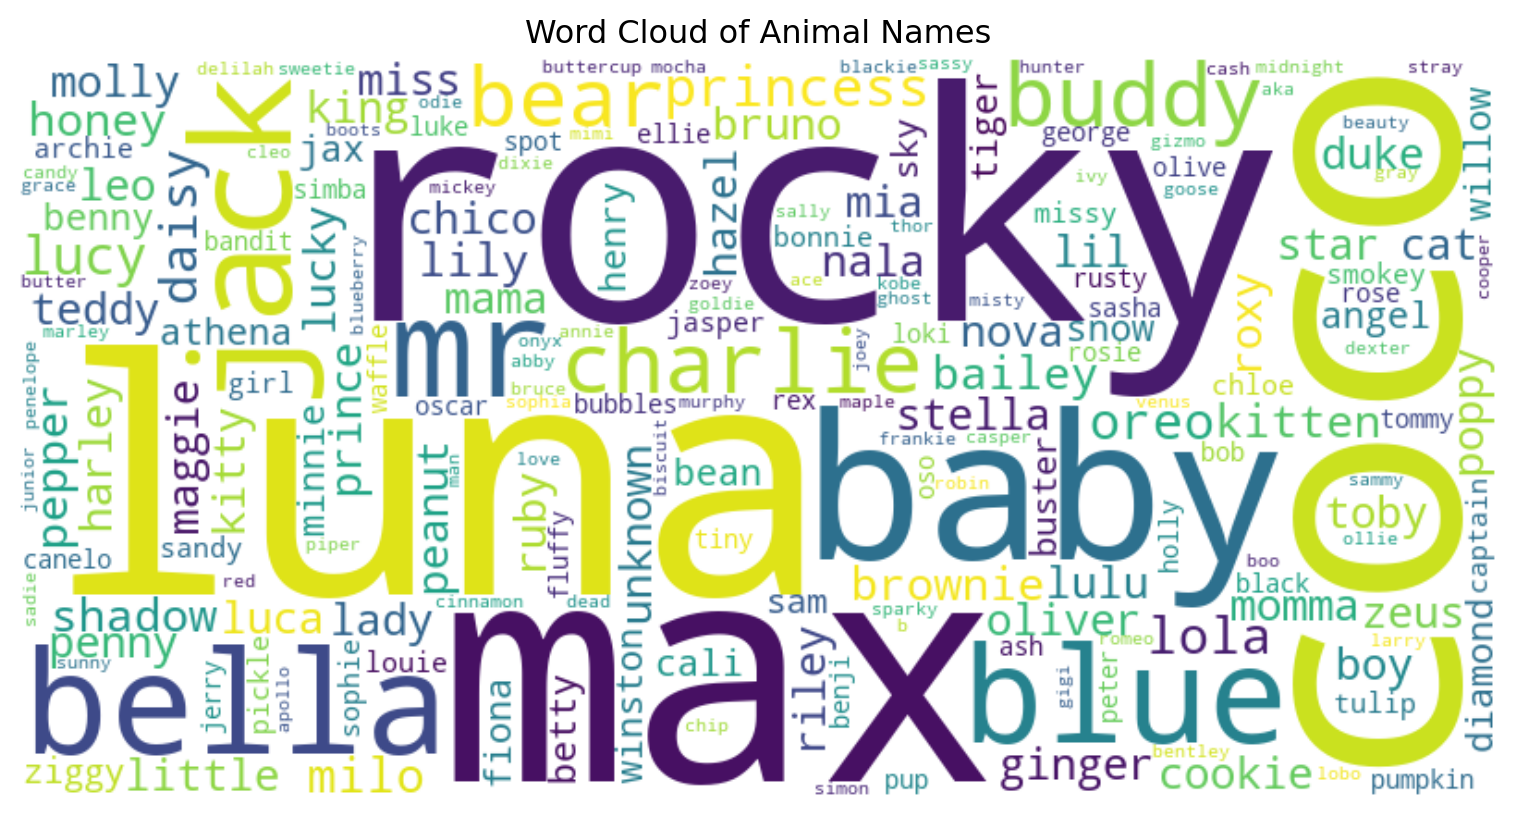 Word Cloud of Animal Names
molly
delilah
sweetie
miss
bear
buttercup
mocha
princess
blackie
sassy
tiger
hunter
buddy
cash
midnight
stray
aka
honey
jack
king
odie
luke
boots
spot
mimi
ellie
bruno
sky
george
gizmo
beauty
duke
gray
willow
archie
cleo
jax
dixie
hazel
olive
candy
grace
leo
daisy
simba
rocky
mickey
henry
mia
ivy
goose
coco
benny
bandit
lucky
chico
sally
thor
missy
lucy
blueberry
lily
bonnie
nala
lil
star
cat
cooper
butter
teddy
mama
zoey
goldie
ace
kobe
ghost
misty
rusty
sasha
roxy
smokey
rose
angel
marley
athena
waffle
mr
onyx
annie
jasper
charlie
joey
loki
nova
snow
rosie
dexter
penelope
luna
girl
prince
abby
bruce
bailey
chloe
poppy
pepper
harley
maggie
kitty
minnie
oscar
sophia
bubbles
murphy
rex
maple
stella
venus
oreo
kitten
tommy
junior
peanut
man
love
ruby
biscuit
bean
baby
frankie
casper
oso
robin
buster
bob
sammy
toby
ollie
captain
canelo
sandy
piper
fluffy
unknown
tiny
holly
boo
black
sadie
red
shadow
luca
lady
cinnamon
dead
sam
brownie
lulu
momma
zeus
diamond
penny
sunny
max
sparky
b
oliver
romeo
lola
larry
bella
jerry
pickle
apollo
sophie
louie
fiona
betty
winston
cali
riley
benji
ash
blue
gigi
peter
boy
tulip
chip
ziggy
little
milo
simon
pup
ginger
bentley
cookie
lobo
pumpkin